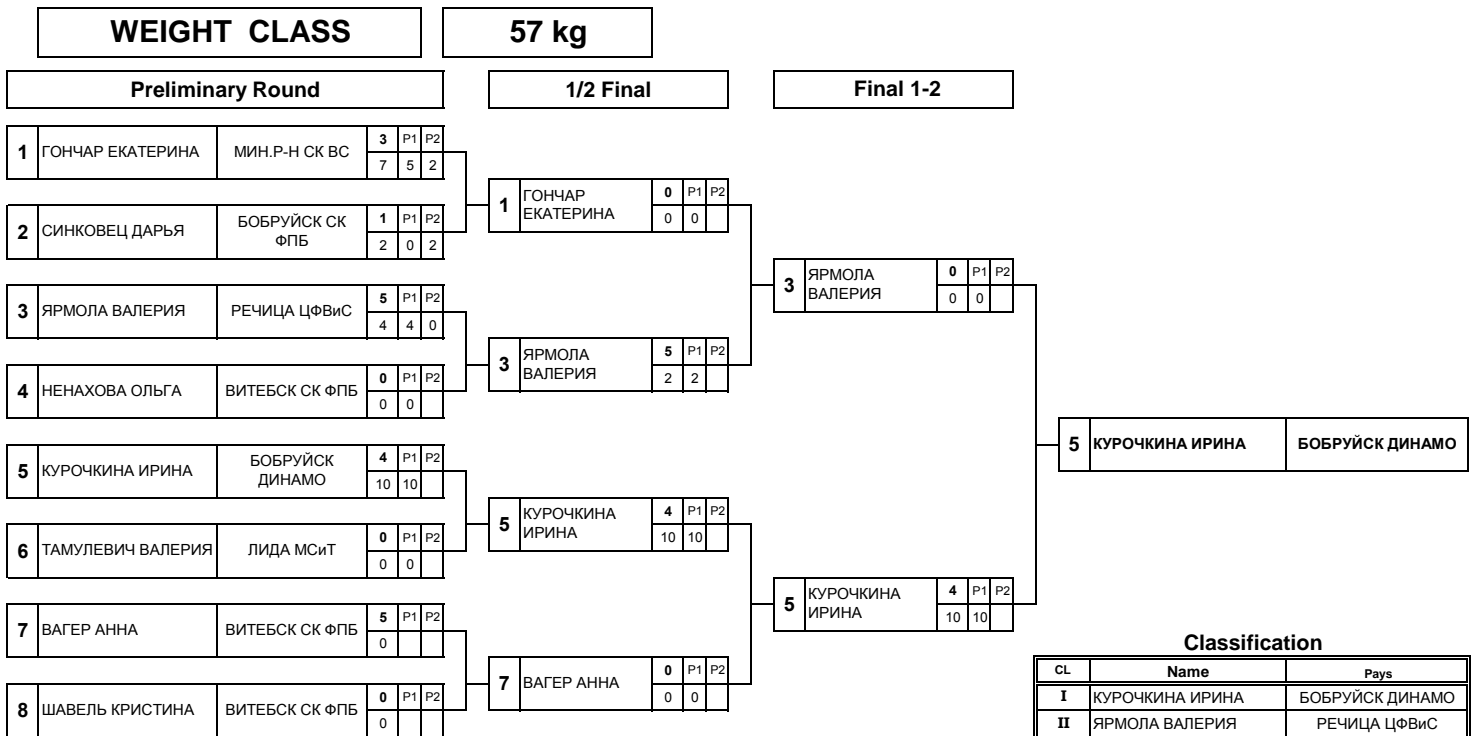 WEIGHT CLASS 57 kg
Preliminary Round 1/2 Final Final 1-2
1 ГОНЧАР ЕКАТЕРИНА МИН.Р-Н СК ВС 3 P1 P2
7 5 2
2 СИНКОВЕЦ ДАРЬЯ БОБРУЙСК СК
ФПБ 1 P1 P2
2 0 2
3 ЯРМОЛА ВАЛЕРИЯ РЕЧИЦА ЦФВиС 5 P1 P2
4 4 0
4 НЕНАХОВА ОЛЬГА ВИТЕБСК СК ФПБ 0 P1 P2
0 0
5 КУРОЧКИНА ИРИНА БОБРУЙСК
ДИНАМО 4 P1 P2
10 10
6 ТАМУЛЕВИЧ ВАЛЕРИЯ ЛИДА МСиТ 0 P1 P2
0 0
7 ВАГЕР АННА ВИТЕБСК СК ФПБ 5 P1 P2
0
8 ШАВЕЛЬ КРИСТИНА ВИТЕБСК СК ФПБ 0 P1 P2
0
1 ГОНЧАР
ЕКАТЕРИНА 0 P1 P2
0 0
3 ЯРМОЛА
ВАЛЕРИЯ 5 P1 P2
2 2
5 КУРОЧКИНА
ИРИНА 4 P1 P2
10 10
7 ВАГЕР АННА 0 P1 P2
0 0
3 ЯРМОЛА
ВАЛЕРИЯ 0 P1 P2
0 0
5 КУРОЧКИНА
ИРИНА 4 P1 P2
10 10
5 КУРОЧКИНА ИРИНА БОБРУЙСК ДИНАМО
Classification
CL Name Pays
I КУРОЧКИНА ИРИНА БОБРУЙСК ДИНАМО
II ЯРМОЛА ВАЛЕРИЯ РЕЧИЦА ЦФВиС